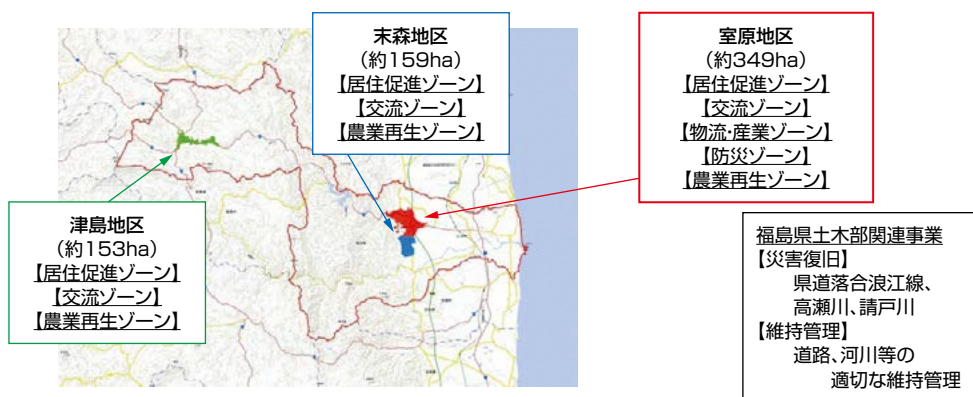 末森地区
(約159ha)
【居住促進ゾーン】
【交流ゾーン】
【農業再生ゾーン】
室原地区
(約349ha)
【居住促進ゾーン】
【交流ゾーン】
【物流・産業ゾーン】
【防災ゾーン】
【農業再生ゾーン】
津島地区
(約153ha)
【居住促進ゾーン】
【交流ゾーン】
【農業再生ゾーン】
福島県土木部関連事業
【災害復旧】
県道落合浪江線、
高瀬川、請戸川
【維持管理】
道路、河川等の
適切な維持管理